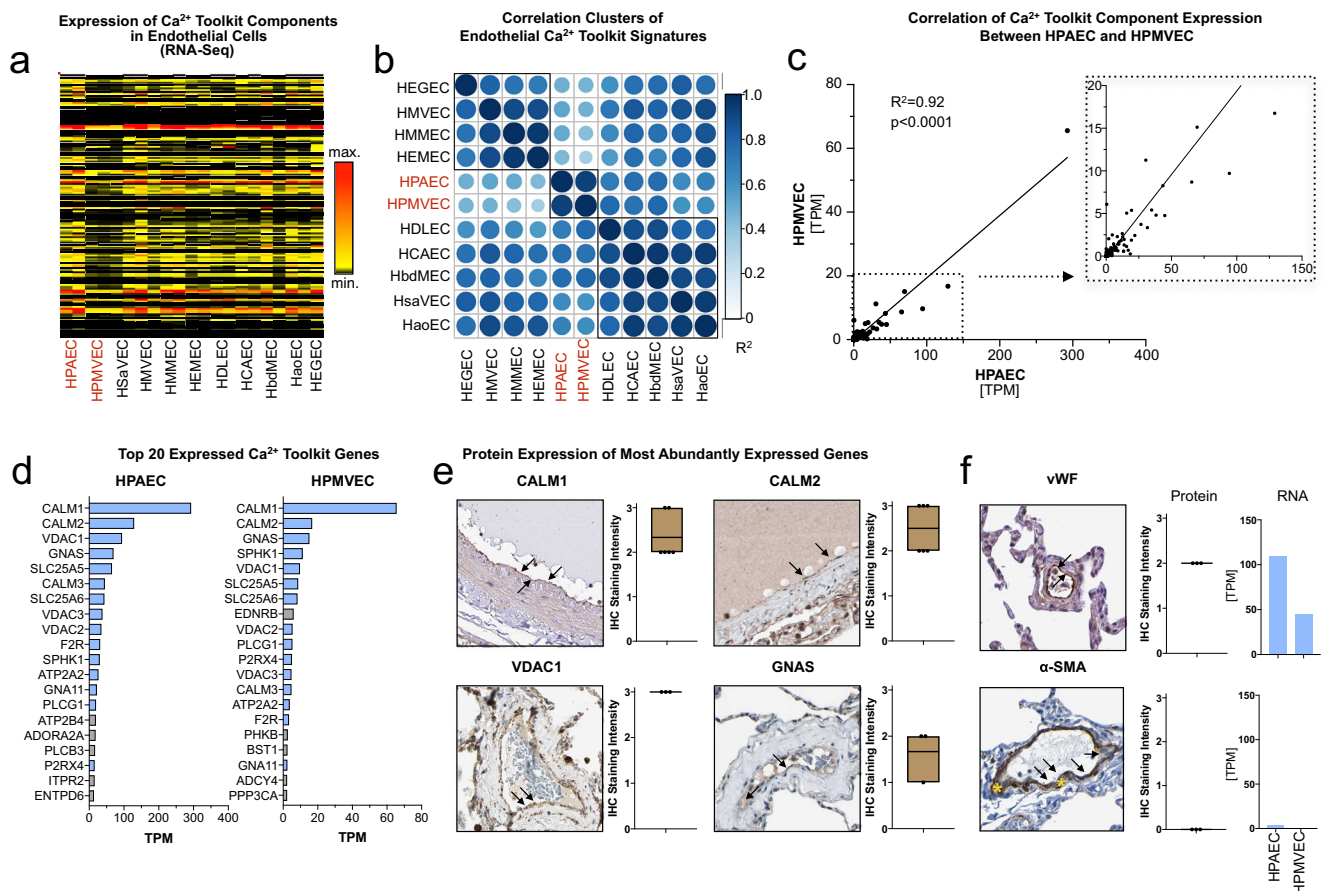 Expression of Ca²⁺ Toolkit Components
in Endothelial Cells
(RNA-Seq)
a
max.
min.
HPAEC
HPMVEC
HSaVEC
HMVEC
HMMEC
HEMEC
HDLEC
HCAEC
HbdMEC
HaoEC
HEGEC
Correlation Clusters of
Endothelial Ca²⁺ Toolkit Signatures
b
HEGEC
HMVEC
HMMEC
HEMEC
HPAEC
HPMVEC
HDLEC
HCAEC
HbdMEC
HsaVEC
HaoEC
1.0
0.8
0.6
0.4
0.2
0
R²
HEGEC
HMVEC
HMMEC
HEMEC
HPAEC
HPMVEC
HDLEC
HCAEC
HbdMEC
HsaVEC
HaoEC
Correlation of Ca²⁺ Toolkit Component Expression
Between HPAEC and HPMVEC
c
R²=0.92
p<0.0001
HPMVEC
[TPM]
80
60
40
20
0
0 100 200 300 400
HPAEC
[TPM]
20
15
10
5
0
0 50 100 150
Top 20 Expressed Ca²⁺ Toolkit Genes
d
HPAEC
CALM1
CALM2
VDAC1
GNAS
SLC25A5
CALM3
SLC25A6
VDAC3
VDAC2
F2R
SPHK1
ATP2A2
GNA11
PLCG1
ATP2B4
ADORA2A
PLCB3
P2RX4
ITPR2
ENTPD6
0 100 200 300 400
TPM
HPMVEC
CALM1
CALM2
GNAS
SPHK1
VDAC1
SLC25A5
SLC25A6
EDNRB
VDAC2
PLCG1
P2RX4
VDAC3
CALM3
ATP2A2
F2R
PHKB
BST1
GNA11
ADCY4
PPP3CA
0 20 40 60 80
TPM
Protein Expression of Most Abundantly Expressed Genes
e
CALM1
IHC Staining Intensity
3
2
1
0
CALM2
IHC Staining Intensity
3
2
1
0
VDAC1
IHC Staining Intensity
3
2
1
0
GNAS
IHC Staining Intensity
3
2
1
0
f
vWF
Protein
IHC Staining Intensity
3
2
1
0
RNA
[TPM]
150
100
50
0
α-SMA
IHC Staining Intensity
3
2
1
0
[TPM]
150
100
50
0
HPAEC
HPMVEC